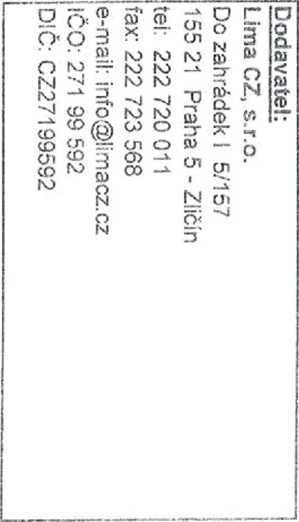 Dodavatel:
Lima CZ, s.r.o.
Do zahrádek I 5/157
155 21 Praha 5 - Zličín
tel: 222 720 011
fax: 222 723 568
e-mail: info@limacz.cz
IČO: 271 99 592
DIČ: CZ27199592